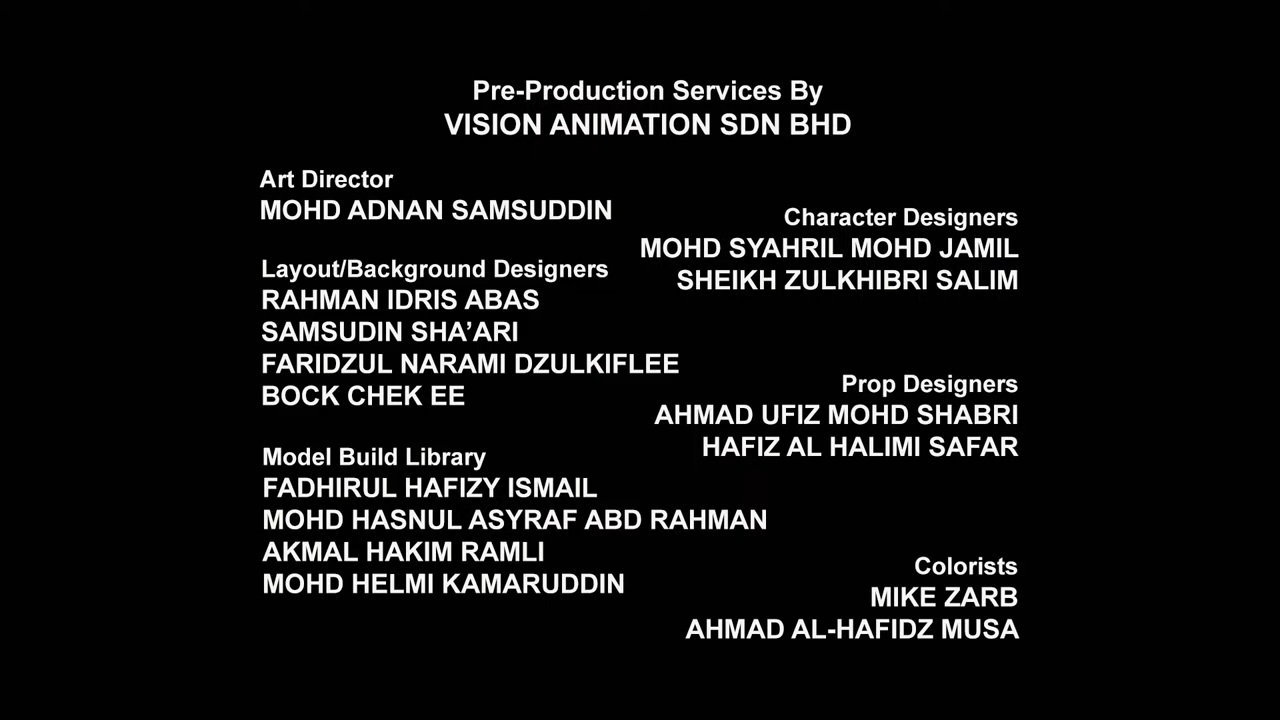 Pre-Production Services By
VISION ANIMATION SDN BHD
Art Director
MOHD ADNAN SAMSUDDIN
Layout/Background Designers
RAHMAN IDRIS ABAS
SAMSUDIN SHA’ARI
FARIDZUL NARAMI DZULKIFLEE
BOCK CHEK EE
Model Build Library
FADHIRUL HAFIZY ISMAIL
MOHD HASNUL ASYRAF ABD RAHMAN
AKMAL HAKIM RAMLI
MOHD HELMI KAMARUDDIN
Character Designers
MOHD SYAHRIL MOHD JAMIL
SHEIKH ZULKHIBRI SALIM
Prop Designers
AHMAD UFIZ MOHD SHABRI
HAFIZ AL HALIMI SAFAR
Colorists
MIKE ZARB
AHMAD AL-HAFIDZ MUSA